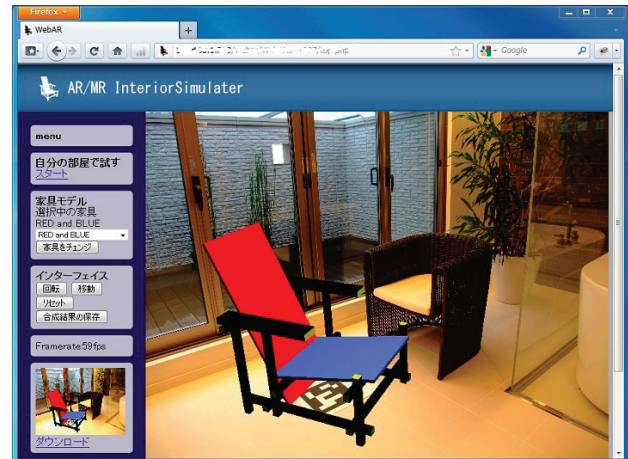 Firefox
WebAR
Google
AR/MR InteriorSimulater
menu
自分の部屋で試す
スタート
家具モデル
選択中の家具
RED and BLUE
RED and BLUE
家具をチェンジ
インターフェイス
回転 移動
リセット
合成結果の保存
Framerate:59fps
ダウンロード